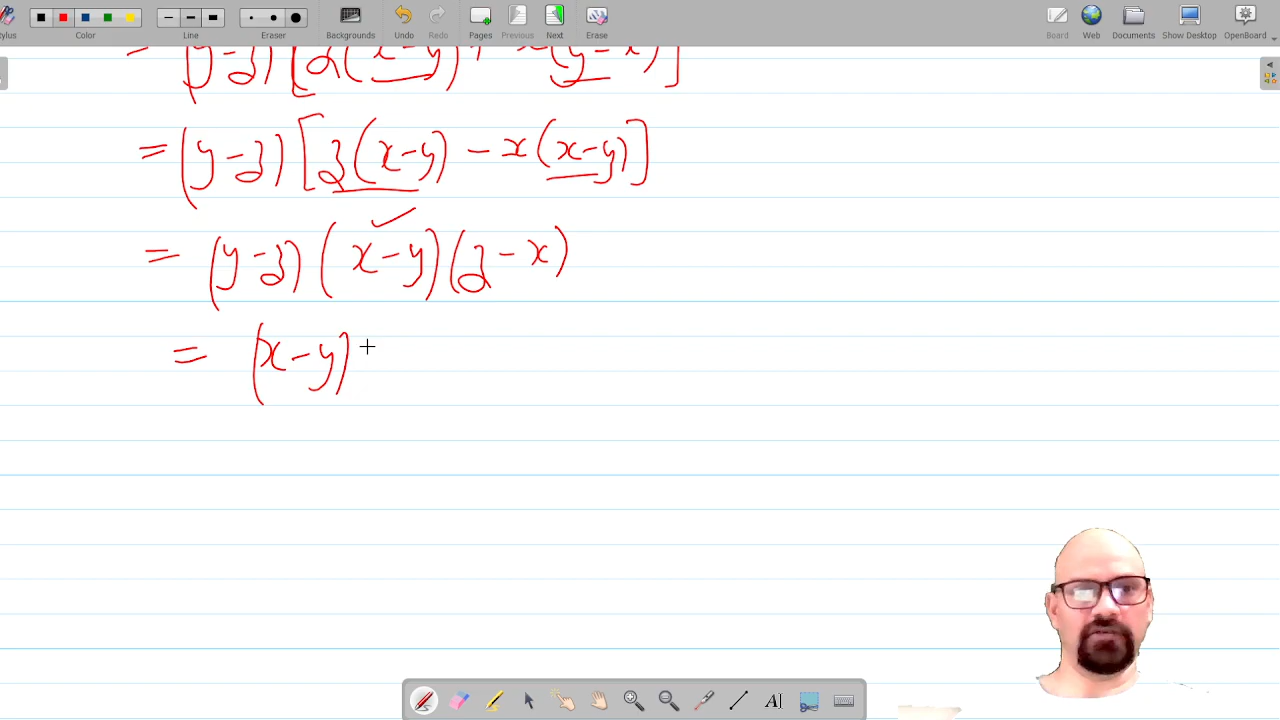 Stylus Color Line Eraser Backgrounds Undo Redo Pages Previous Next Erase Board Web Documents Show Desktop OpenBoard
= (y-z) [z(x-y) + x(y-x)]
= (y-z) [z(x-y) - x(x-y)]
= (y-z) (x-y) (z-x)
= (x-y)